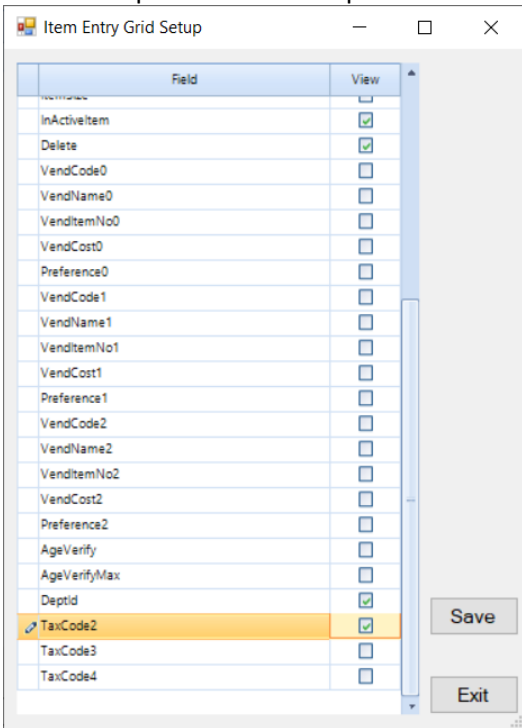 Item Entry Grid Setup
Field View
InActiveItem
Delete
VendCode0
VendName0
VendItemNo0
VendCost0
Preference0
VendCode1
VendName1
VendItemNo1
VendCost1
Preference1
VendCode2
VendName2
VendItemNo2
VendCost2
Preference2
AgeVerify
AgeVerifyMax
DeptId
TaxCode2
TaxCode3
TaxCode4
Save
Exit